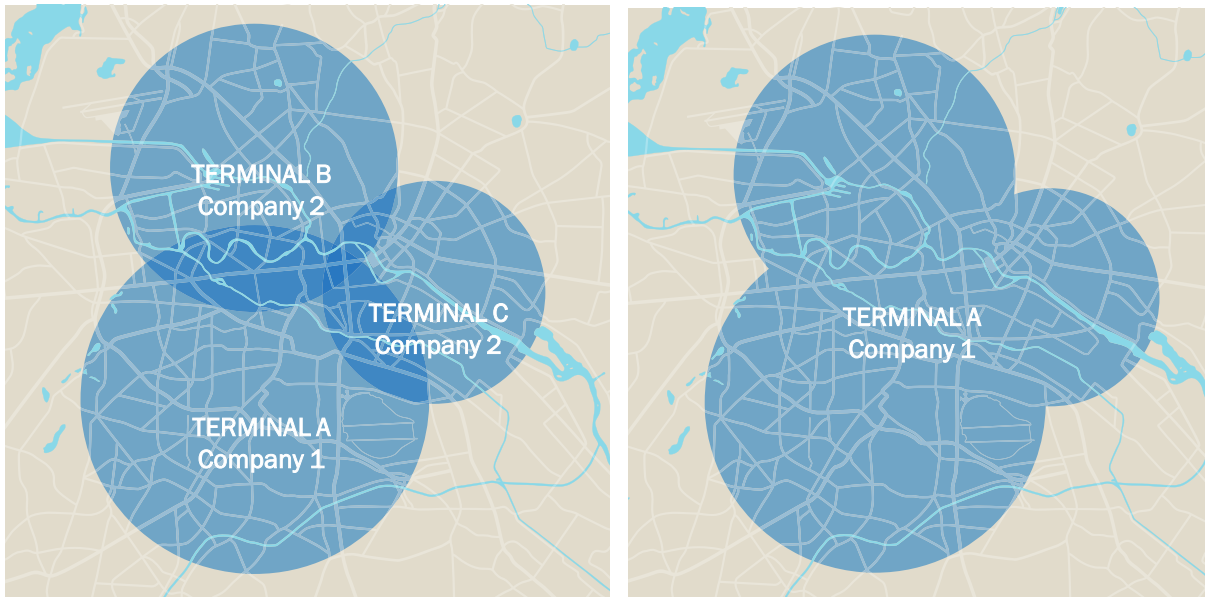 TERMINAL B
Company 2
TERMINAL C
Company 2
TERMINAL A
Company 1
TERMINAL A
Company 1